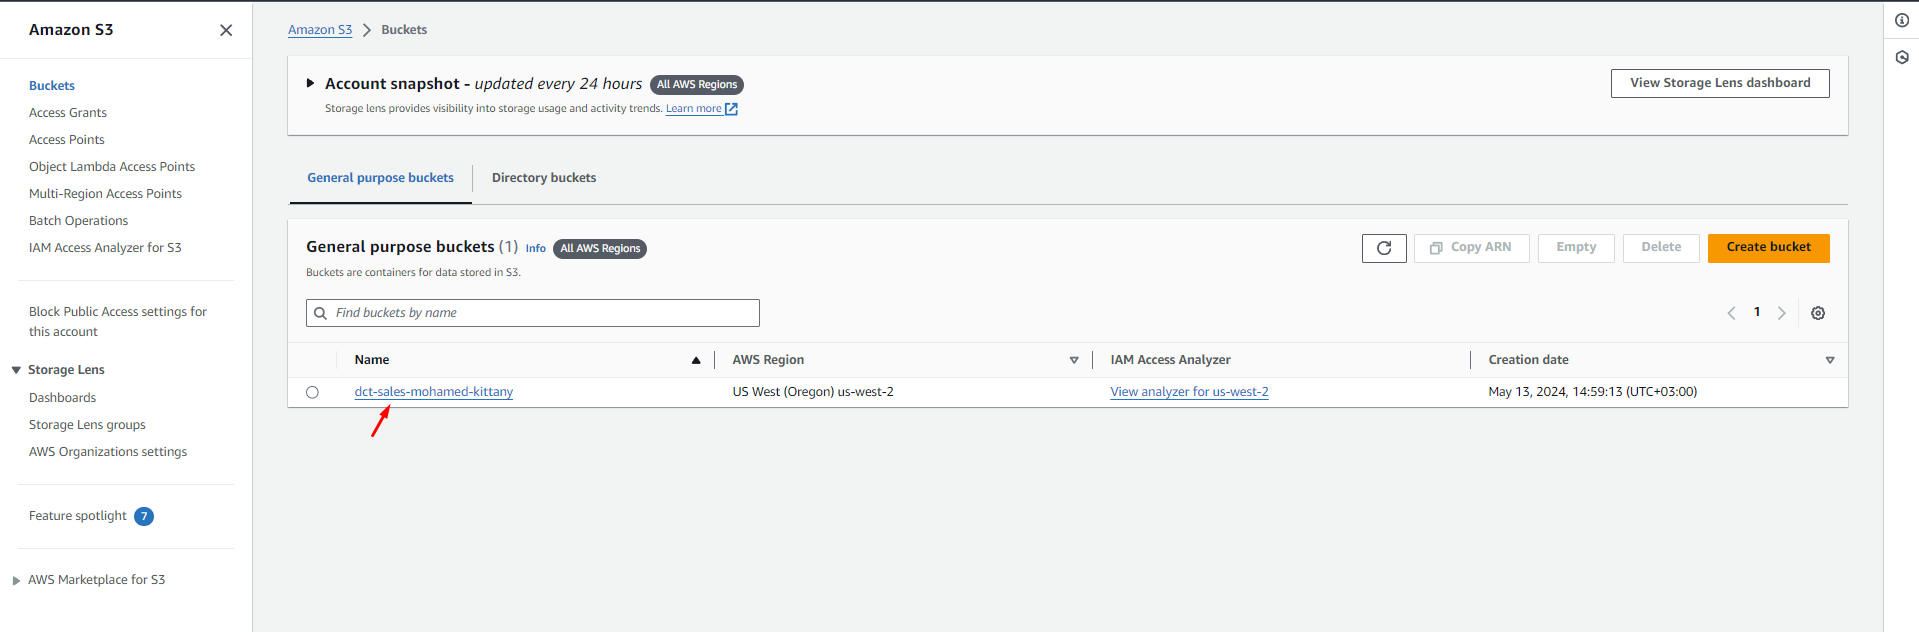 Amazon S3
Buckets
Access Grants
Access Points
Object Lambda Access Points
Multi-Region Access Points
Batch Operations
IAM Access Analyzer for S3
Block Public Access settings for
this account
Storage Lens
Dashboards
Storage Lens groups
AWS Organizations settings
Feature spotlight 7
AWS Marketplace for S3
Amazon S3 Buckets
Account snapshot - updated every 24 hours All AWS Regions
Storage lens provides visibility into storage usage and activity trends. Learn more
View Storage Lens dashboard
General purpose buckets Directory buckets
General purpose buckets (1) Info All AWS Regions
Buckets are containers for data stored in S3.
Copy ARN Empty Delete Create bucket
Find buckets by name
1
Name AWS Region IAM Access Analyzer Creation date
dct-sales-mohamed-kittany US West (Oregon) us-west-2 View analyzer for us-west-2 May 13, 2024, 14:59:13 (UTC+03:00)